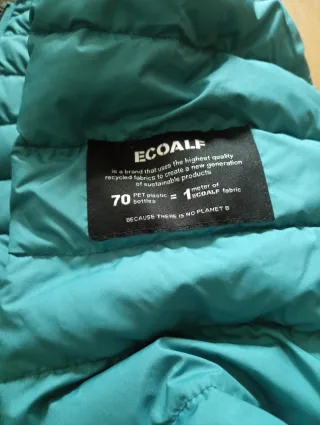 ECOALF
is a brand that uses the highest quality
recycled fabrics to create a new generation
of sustainable products
70 PET plastic bottles = 1 meter of ECOALF fabric
BECAUSE THERE IS NO PLANET B